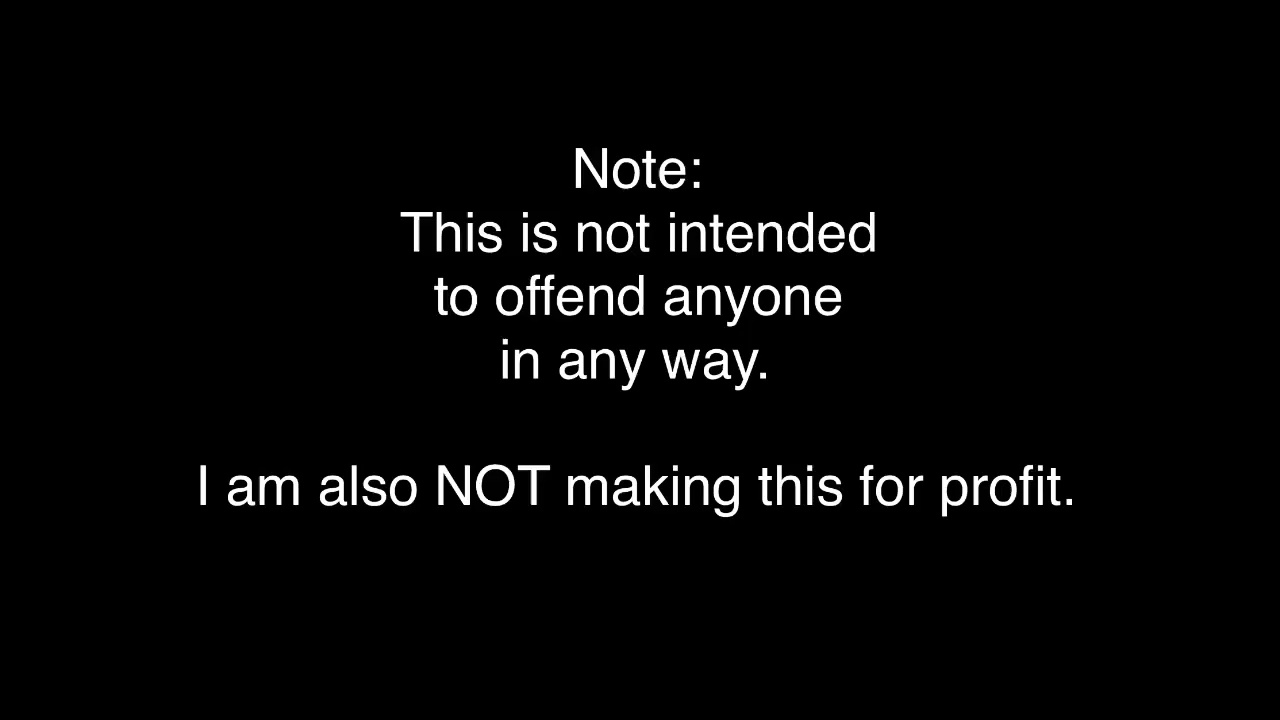 Note:
This is not intended
to offend anyone
in any way.
I am also NOT making this for profit.